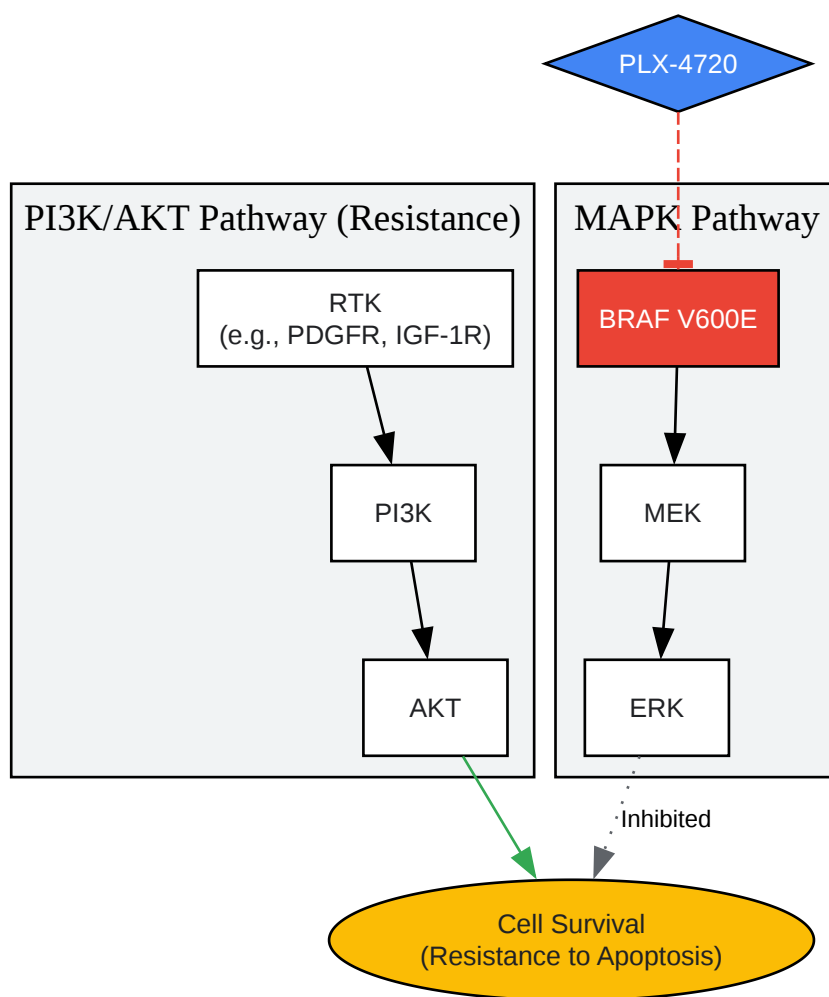 PLX-4720
PI3K/AKT Pathway (Resistance)
MAPK Pathway
RTK
(e.g., PDGFR, IGF-1R)
BRAF V600E
PI3K
MEK
AKT
ERK
Inhibited
Cell Survival
(Resistance to Apoptosis)